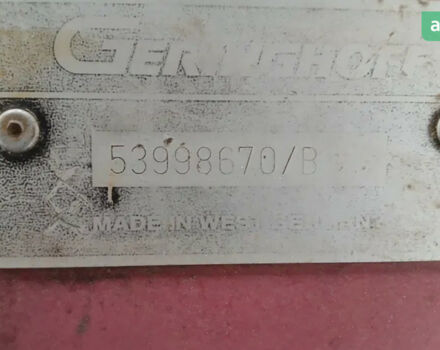 a
GERINGHOFF
53998670/B
MADE IN WEST GERMANY